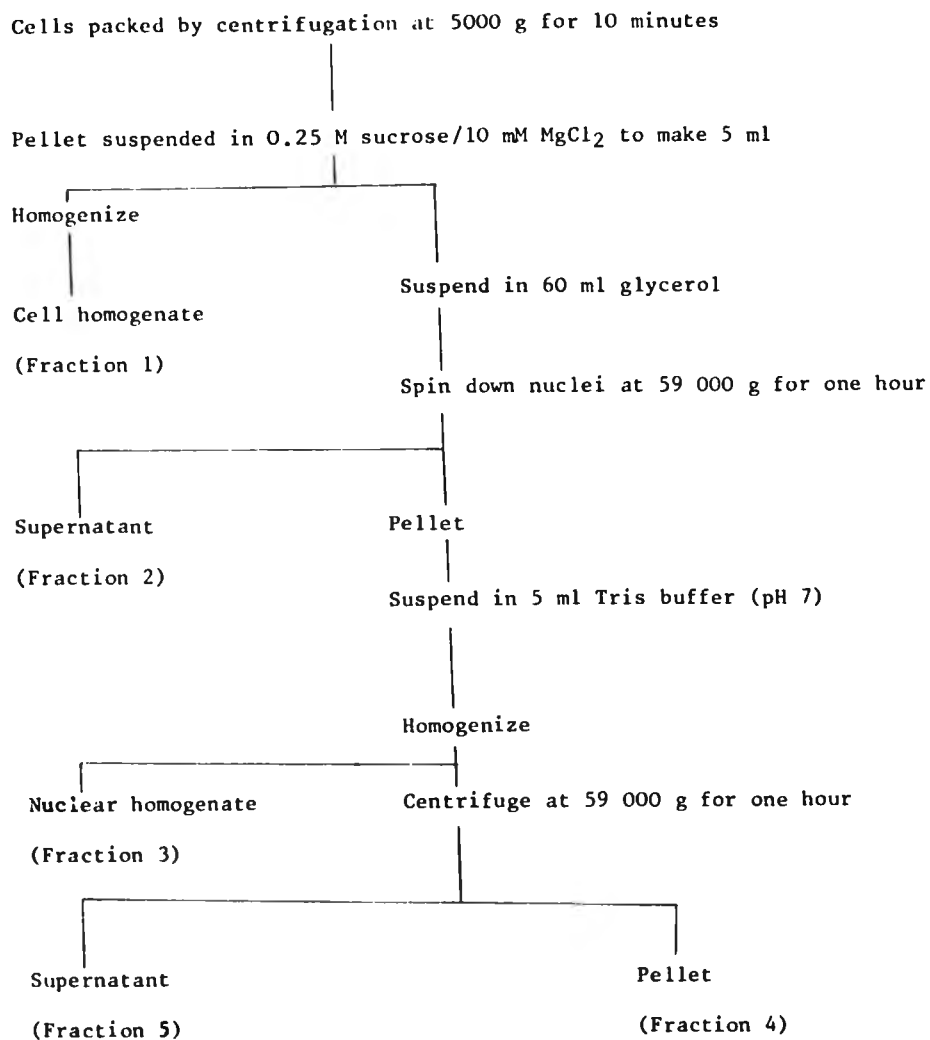 Cells packed by centrifugation at 5000 g for 10 minutes
Pellet suspended in 0.25 M sucrose/10 mM MgCl2 to make 5 ml
Homogenize
Suspend in 60 ml glycerol
Cell homogenate
(Fraction 1)
Spin down nuclei at 59 000 g for one hour
Supernatant
Pellet
(Fraction 2)
Suspend in 5 ml Tris buffer (pH 7)
Homogenize
Nuclear homogenate
Centrifuge at 59 000 g for one hour
(Fraction 3)
Supernatant
Pellet
(Fraction 5)
(Fraction 4)